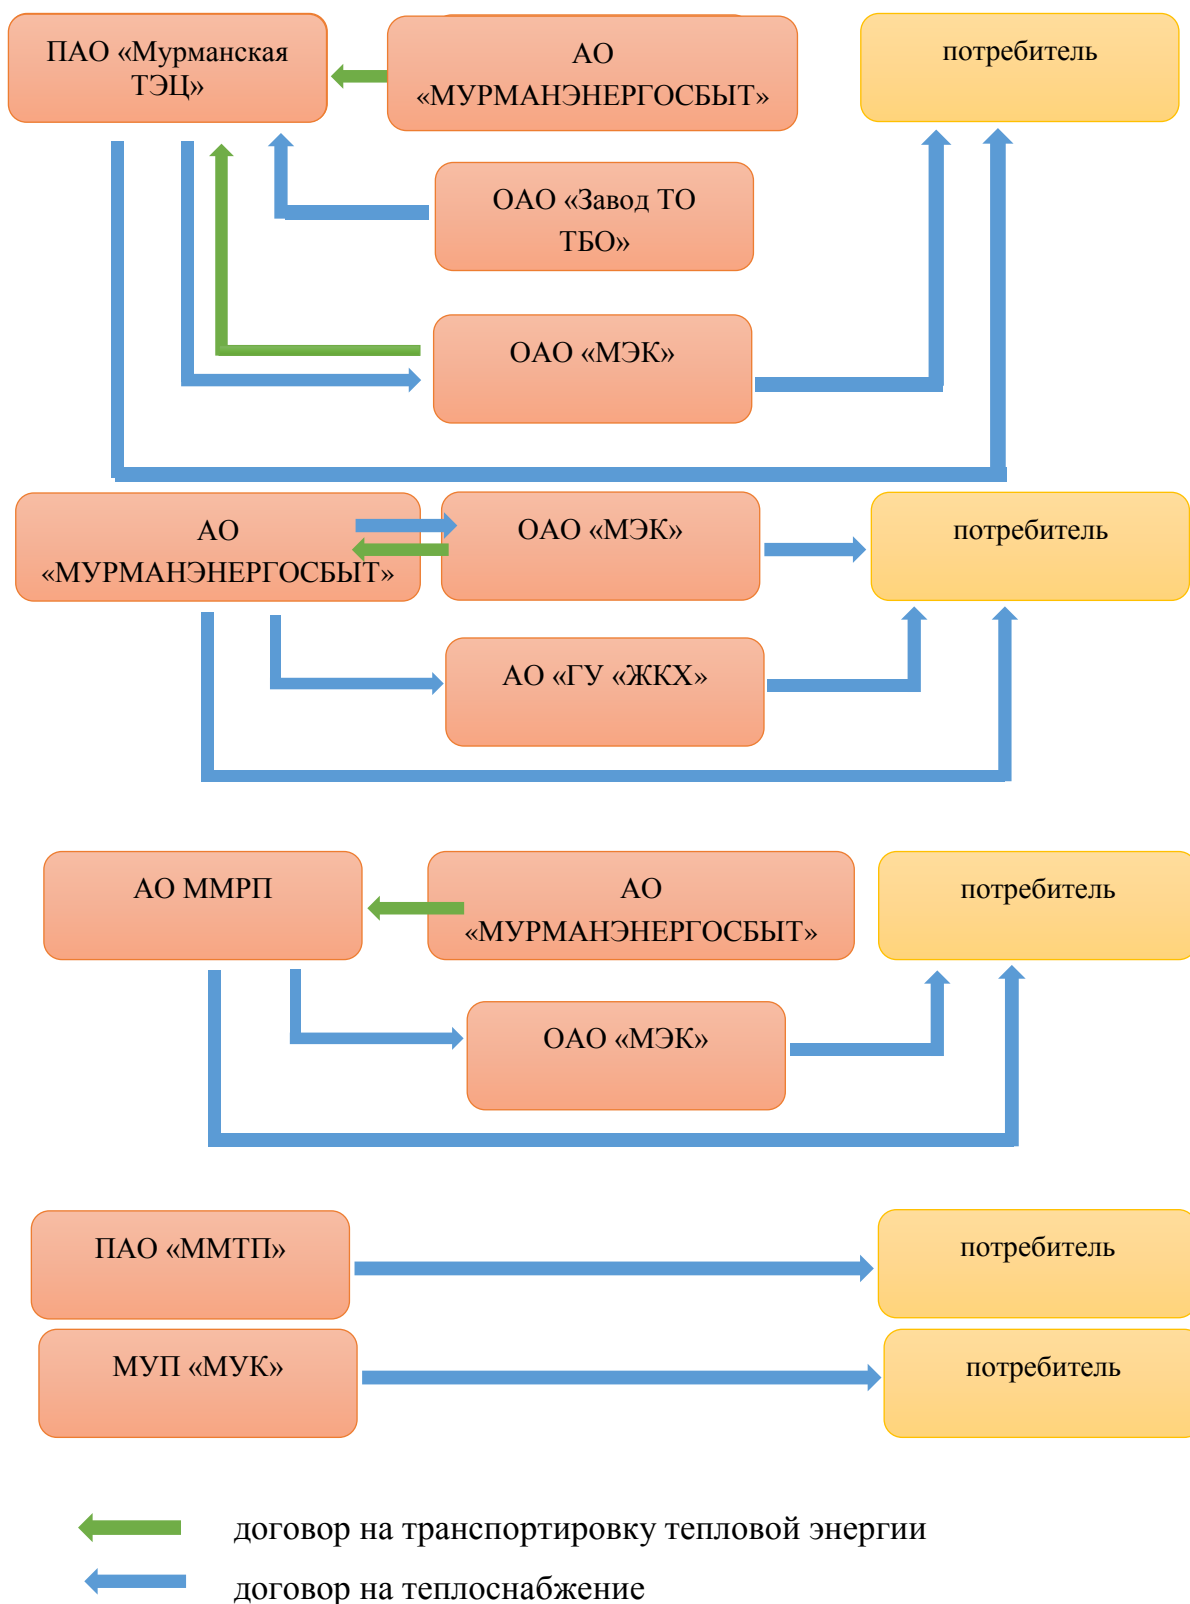 ПАО «Мурманская
ТЭЦ»
АО
«МУРМАНЭНЕРГОСБЫТ»
потребитель
ОАО «Завод ТО
ТБО»
ОАО «МЭК»
АО
«МУРМАНЭНЕРГОСБЫТ»
ОАО «МЭК»
потребитель
АО «ГУ «ЖКХ»
АО ММРП
АО
«МУРМАНЭНЕРГОСБЫТ»
потребитель
ОАО «МЭК»
ПАО «ММТП»
потребитель
МУП «МУК»
потребитель
договор на транспортировку тепловой энергии
договор на теплоснабжение